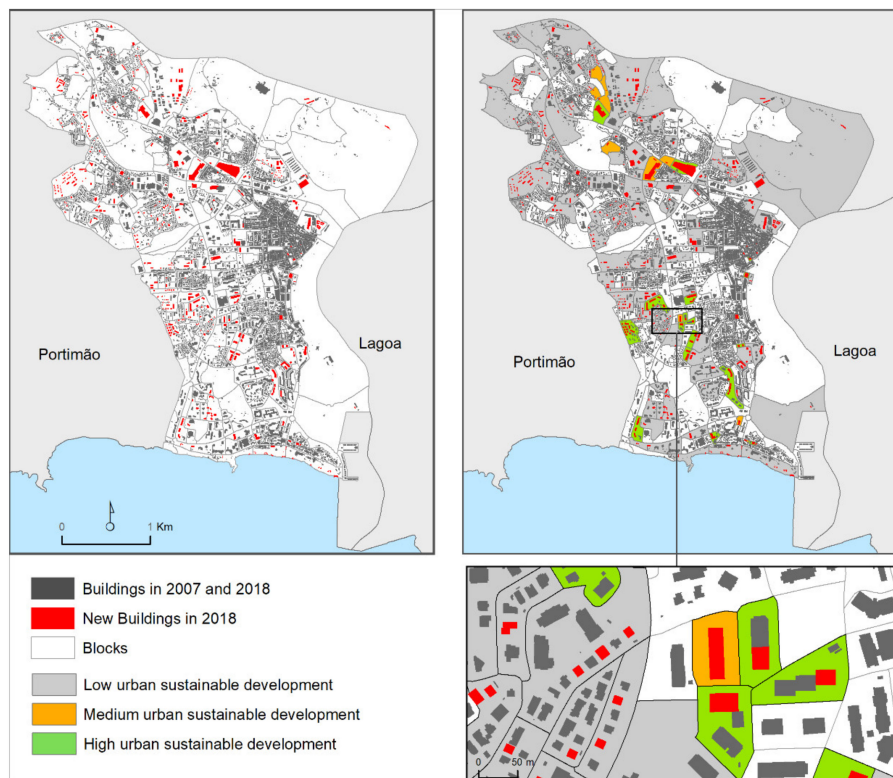 Portimão
Lagoa
0 1 Km
Portimão
Lagoa
Buildings in 2007 and 2018
New Buildings in 2018
Blocks
Low urban sustainable development
Medium urban sustainable development
High urban sustainable development
0 50 m